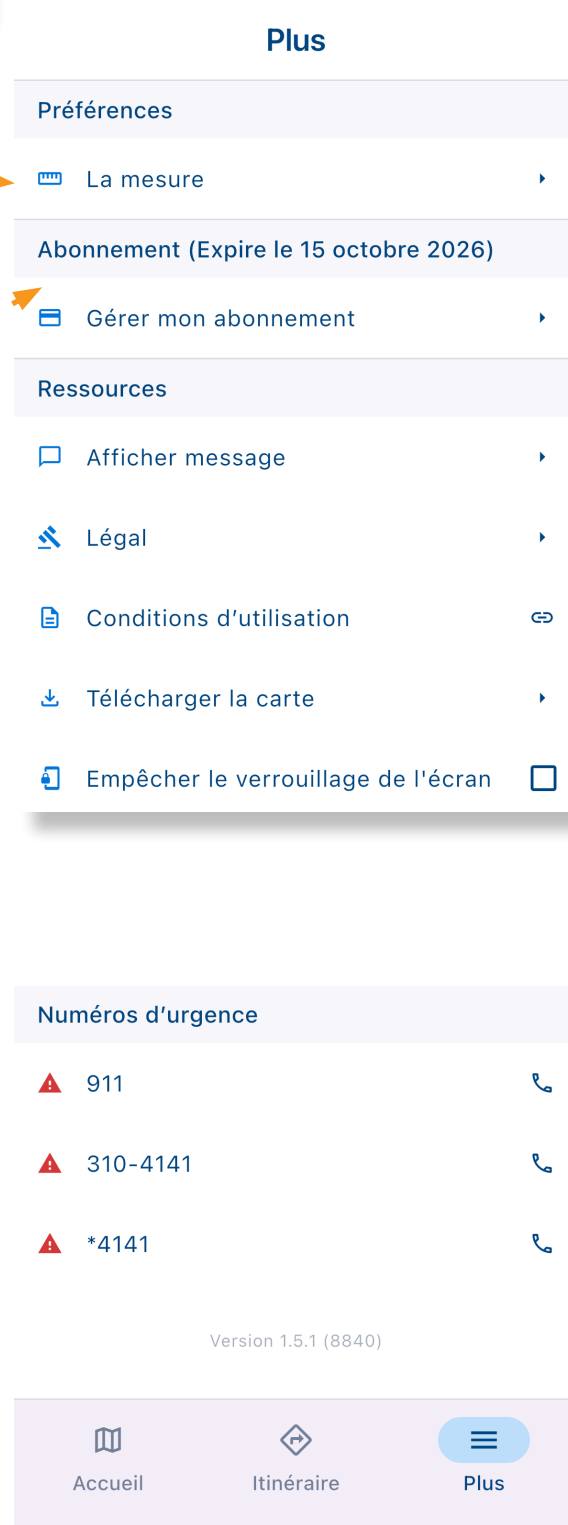 Plus
Préférences
La mesure
Abonnement (Expire le 15 octobre 2026)
Gérer mon abonnement
Ressources
Afficher message
Légal
Conditions d’utilisation
Télécharger la carte
Empêcher le verrouillage de l'écran
Numéros d’urgence
911
310-4141
*4141
Version 1.5.1 (8840)
Accueil
Itinéraire
Plus